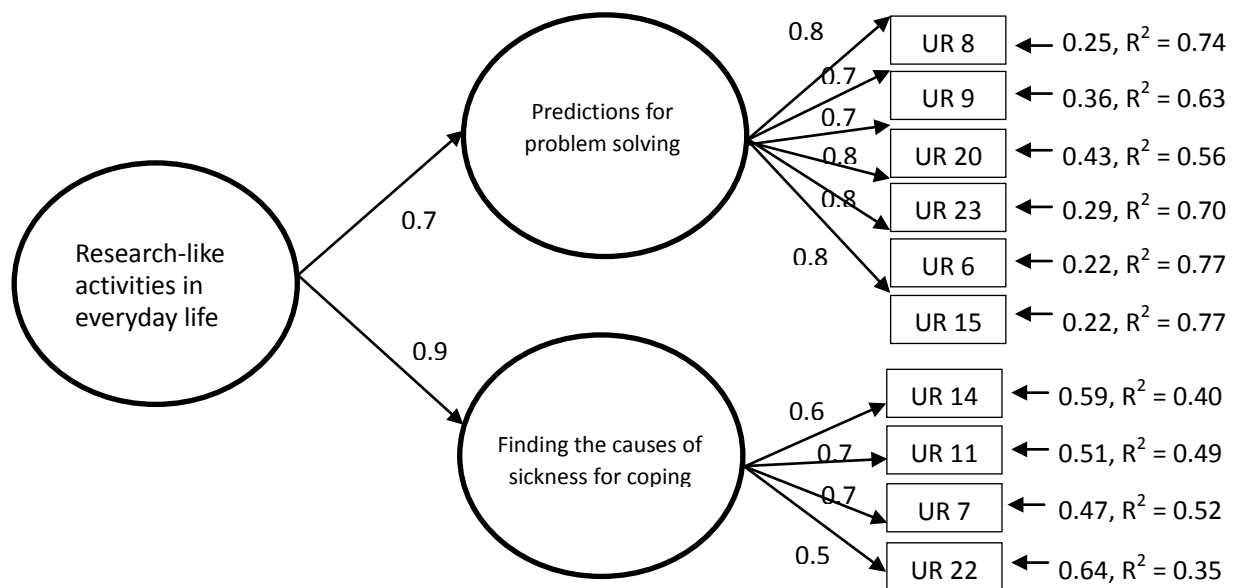 0.8
UR 8
0.25, R² = 0.74
0.7
UR 9
0.36, R² = 0.63
Predictions for
problem solving
0.7
UR 20
0.43, R² = 0.56
0.8
UR 23
0.29, R² = 0.70
0.8
UR 6
0.22, R² = 0.77
0.8
UR 15
0.22, R² = 0.77
0.7
Research-like
activities in
everyday life
0.9
UR 14
0.59, R² = 0.40
0.6
Finding the causes of
sickness for coping
0.7
UR 11
0.51, R² = 0.49
0.7
UR 7
0.47, R² = 0.52
0.5
UR 22
0.64, R² = 0.35